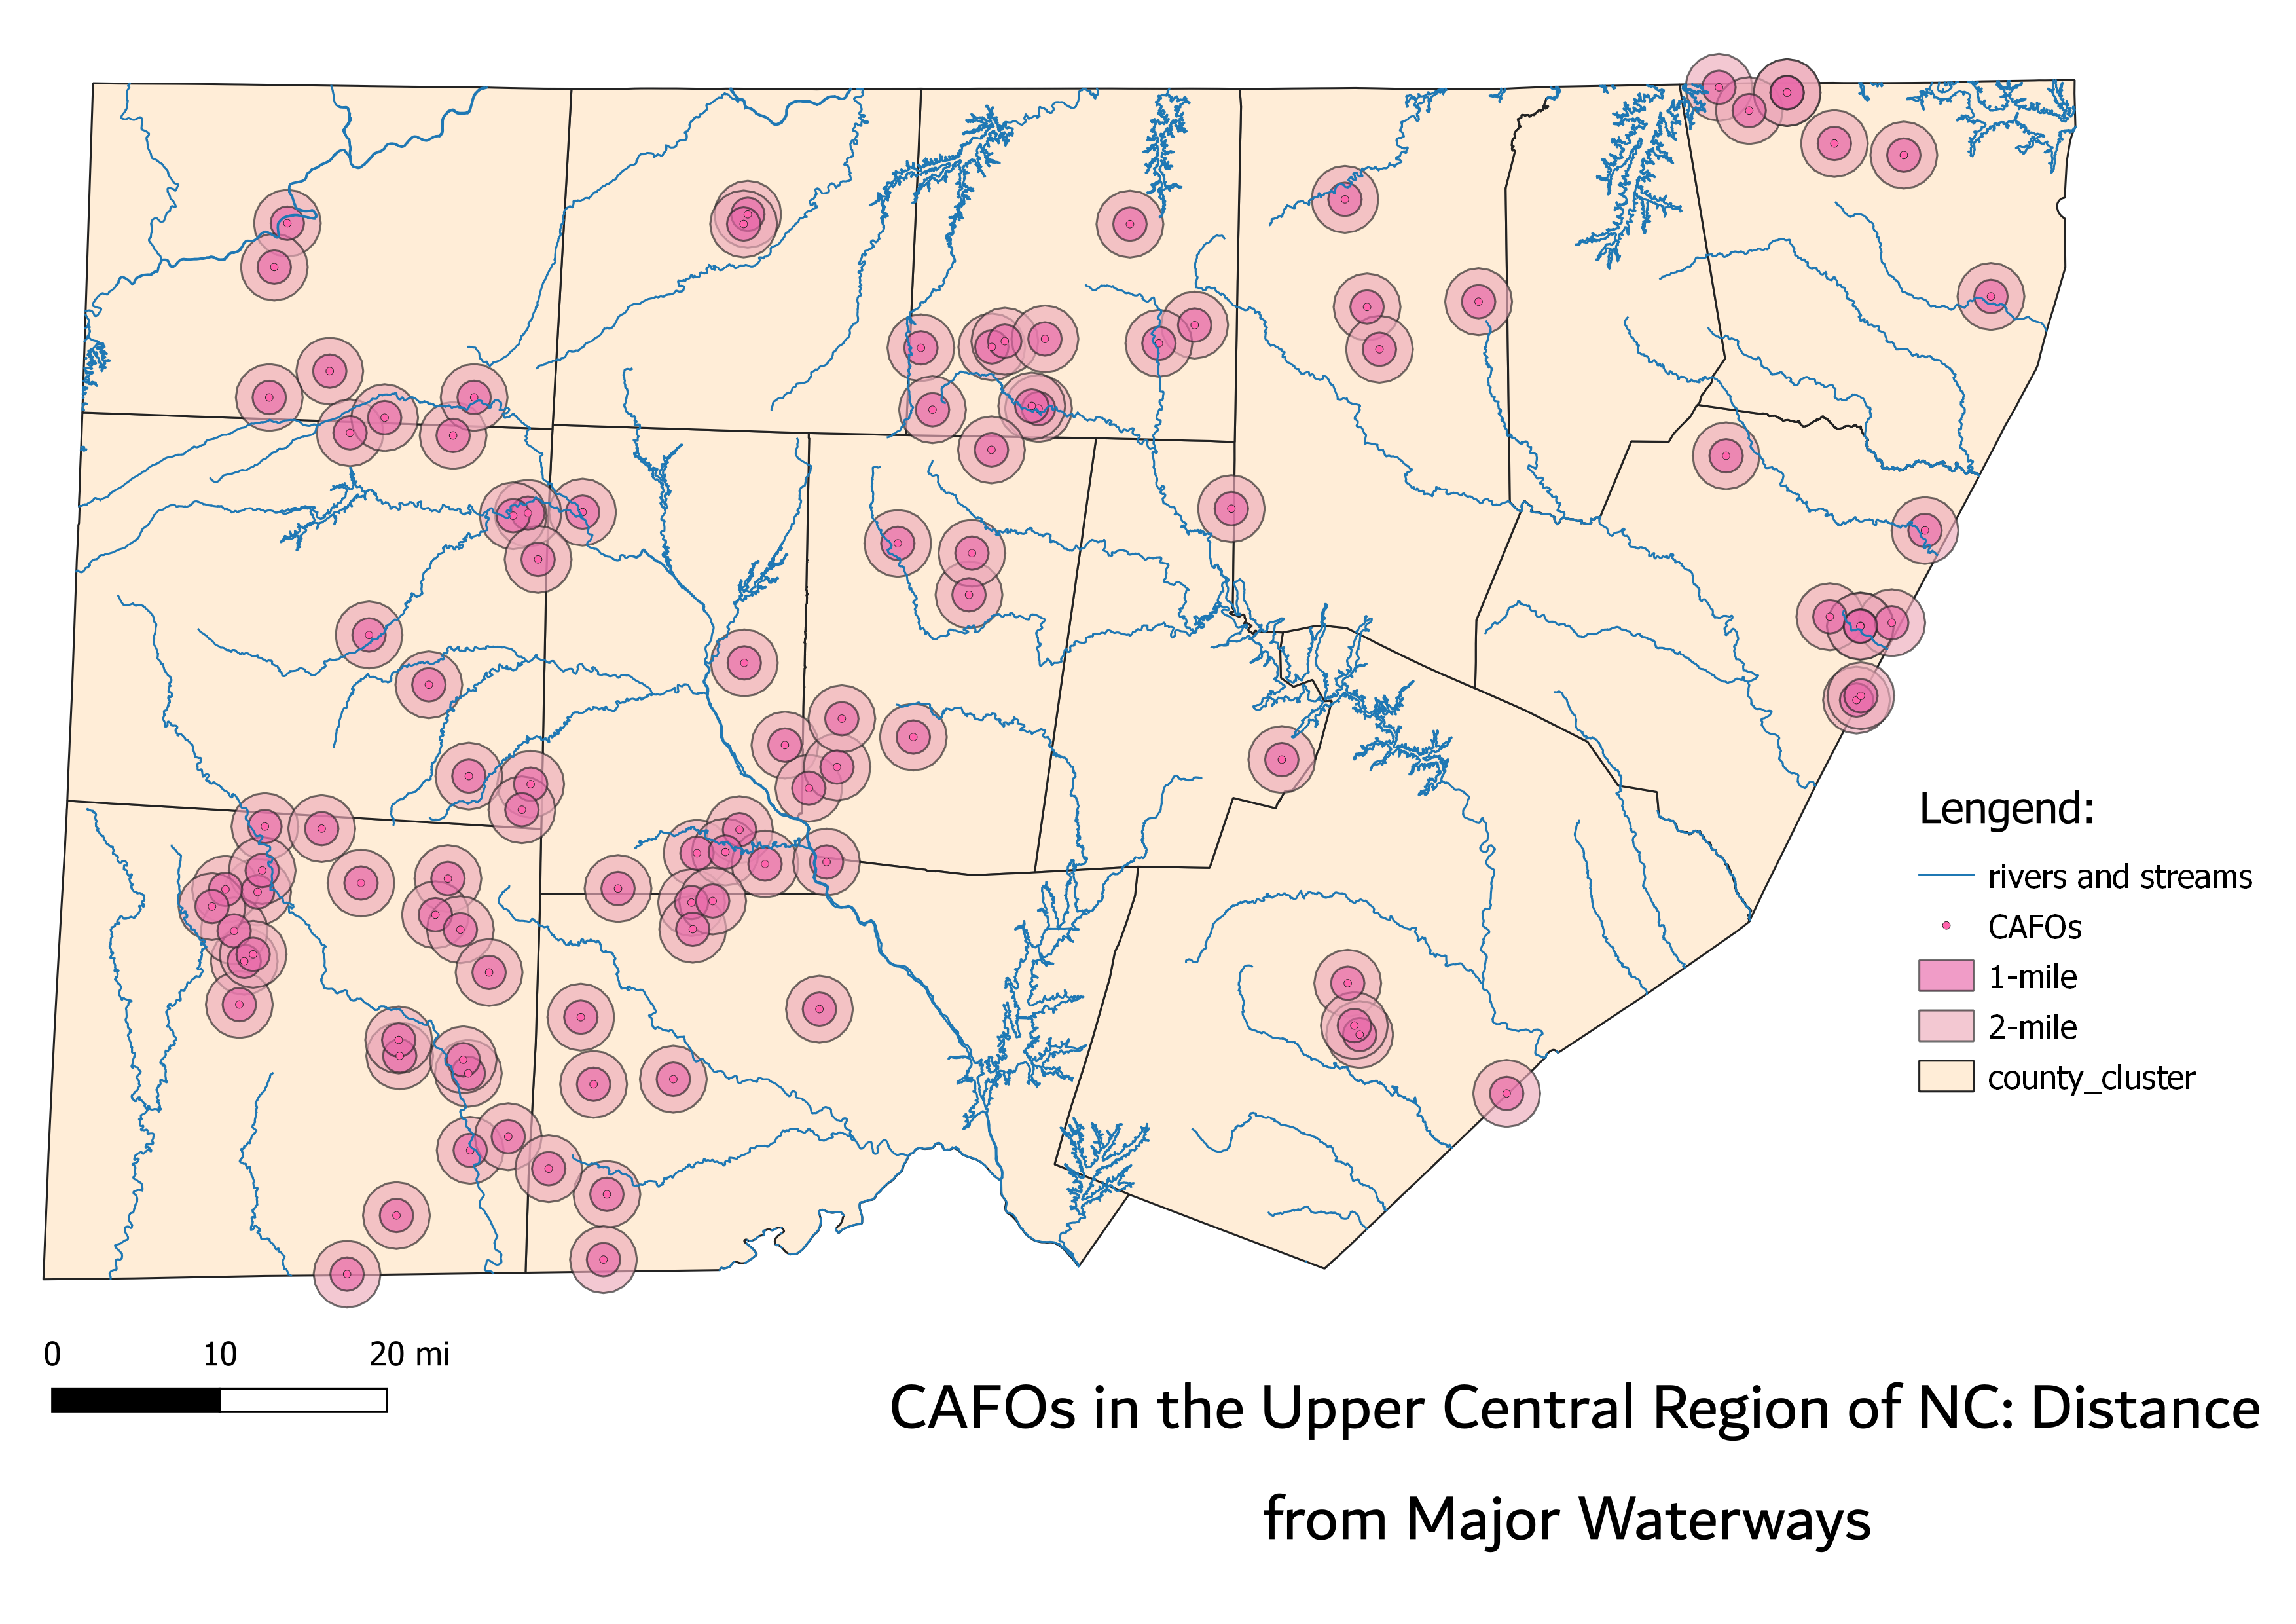 Lengend:
rivers and streams
CAFOs
1-mile
2-mile
county_cluster
0 10 20 mi
CAFOs in the Upper Central Region of NC: Distance
from Major Waterways